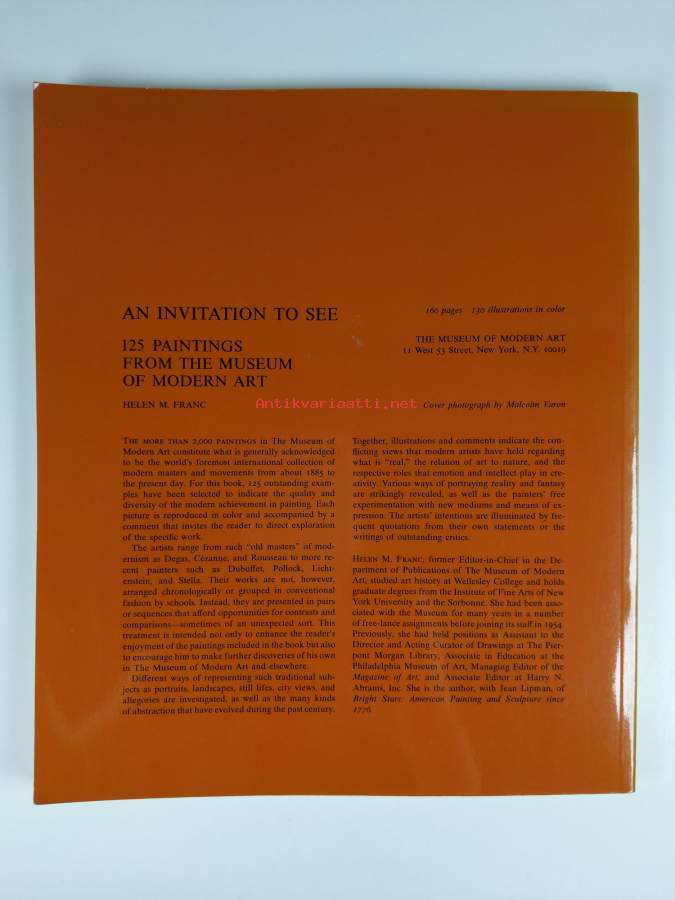 AN INVITATION TO SEE
160 pages 130 illustrations in color
125 PAINTINGS
FROM THE MUSEUM
OF MODERN ART
THE MUSEUM OF MODERN ART
11 West 53 Street, New York, N.Y. 10019
HELEN M. FRANC
Antikvariaatti.net
Cover photograph by Malcolm Varon
THE MORE THAN 2,000 PAINTINGS in The Museum of
Modern Art constitute what is generally acknowledged
to be the world's foremost international collection of
modern masters and movements from about 1885 to
the present day. For this book, 125 outstanding exam-
ples have been selected to indicate the quality and
diversity of the modern achievement in painting. Each
picture is reproduced in color and accompanied by a
comment that invites the reader to direct exploration
of the specific work.
The artists range from such "old masters" of mod-
ernism as Degas, Cézanne, and Rousseau to more re-
cent painters such as Dubuffet, Pollock, Licht-
enstein, and Stella. Their works are not, however,
arranged chronologically or grouped in conventional
fashion by schools. Instead, they are presented in pairs
or sequences that afford opportunities for contrasts and
comparisons—sometimes of an unexpected sort. This
treatment is intended not only to enhance the reader's
enjoyment of the paintings included in the book but also
to encourage him to make further discoveries of his own
in The Museum of Modern Art and elsewhere.
Different ways of representing such traditional sub-
jects as portraits, landscapes, still lifes, city views, and
allegories are investigated, as well as the many kinds
of abstraction that have evolved during the past century.
Together, illustrations and comments indicate the con-
flicting views that modern artists have held regarding
what is "real," the relation of art to nature, and the
respective roles that emotion and intellect play in cre-
ativity. Various ways of portraying reality and fantasy
are strikingly revealed, as well as the painters' free
experimentation with new mediums and means of ex-
pression. The artists' intentions are illuminated by fre-
quent quotations from their own statements or the
writings of outstanding critics.
HELEN M. FRANC, former Editor-in-Chief in the De-
partment of Publications of The Museum of Modern
Art, studied art history at Wellesley College and holds
graduate degrees from the Institute of Fine Arts of New
York University and the Sorbonne. She had been asso-
ciated with the Museum for many years in a number
of free-lance assignments before joining its staff in 1954.
Previously, she had held positions as Assistant to the
Director and Acting Curator of Drawings at The Pier-
pont Morgan Library, Associate in Education at the
Philadelphia Museum of Art, Managing Editor of the
Magazine of Art, and Associate Editor at Harry N.
Abrams, Inc. She is the author, with Jean Lipman, of
Bright Stars: American Painting and Sculpture since
1776.